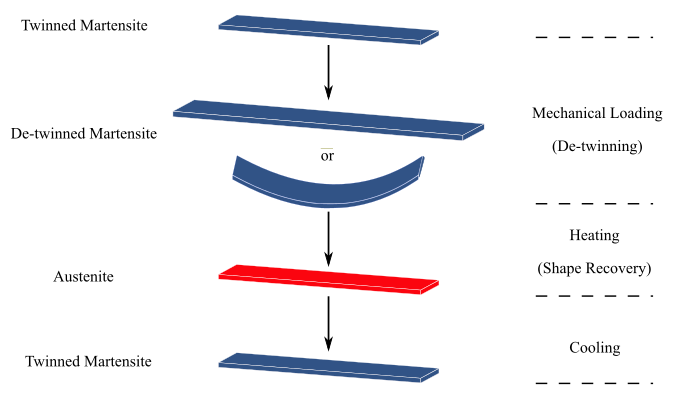 Twinned Martensite
De-twinned Martensite
Mechanical Loading
(De-twinning)
or
Heating
(Shape Recovery)
Austenite
Cooling
Twinned Martensite